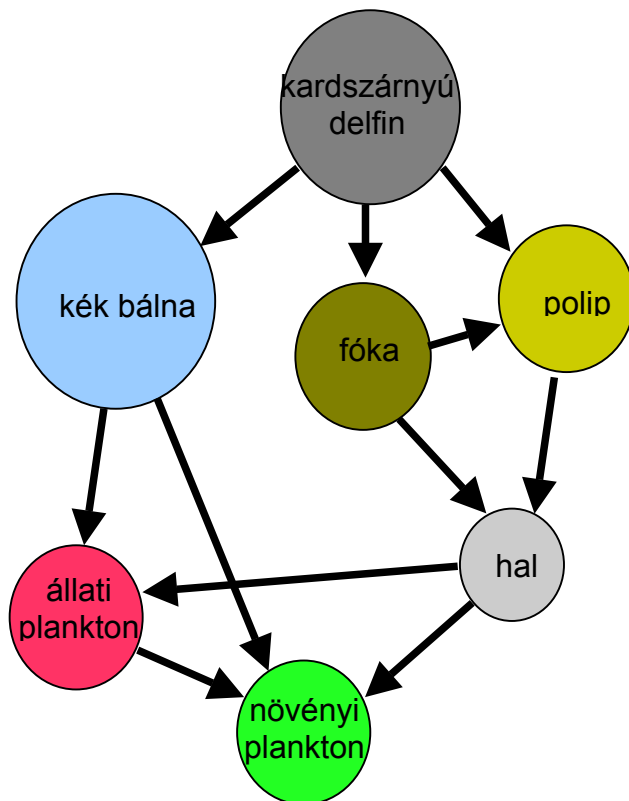 kardszárnyú
delfin
kék bálna
fóka
polip
hal
állati
plankton
növényi
plankton